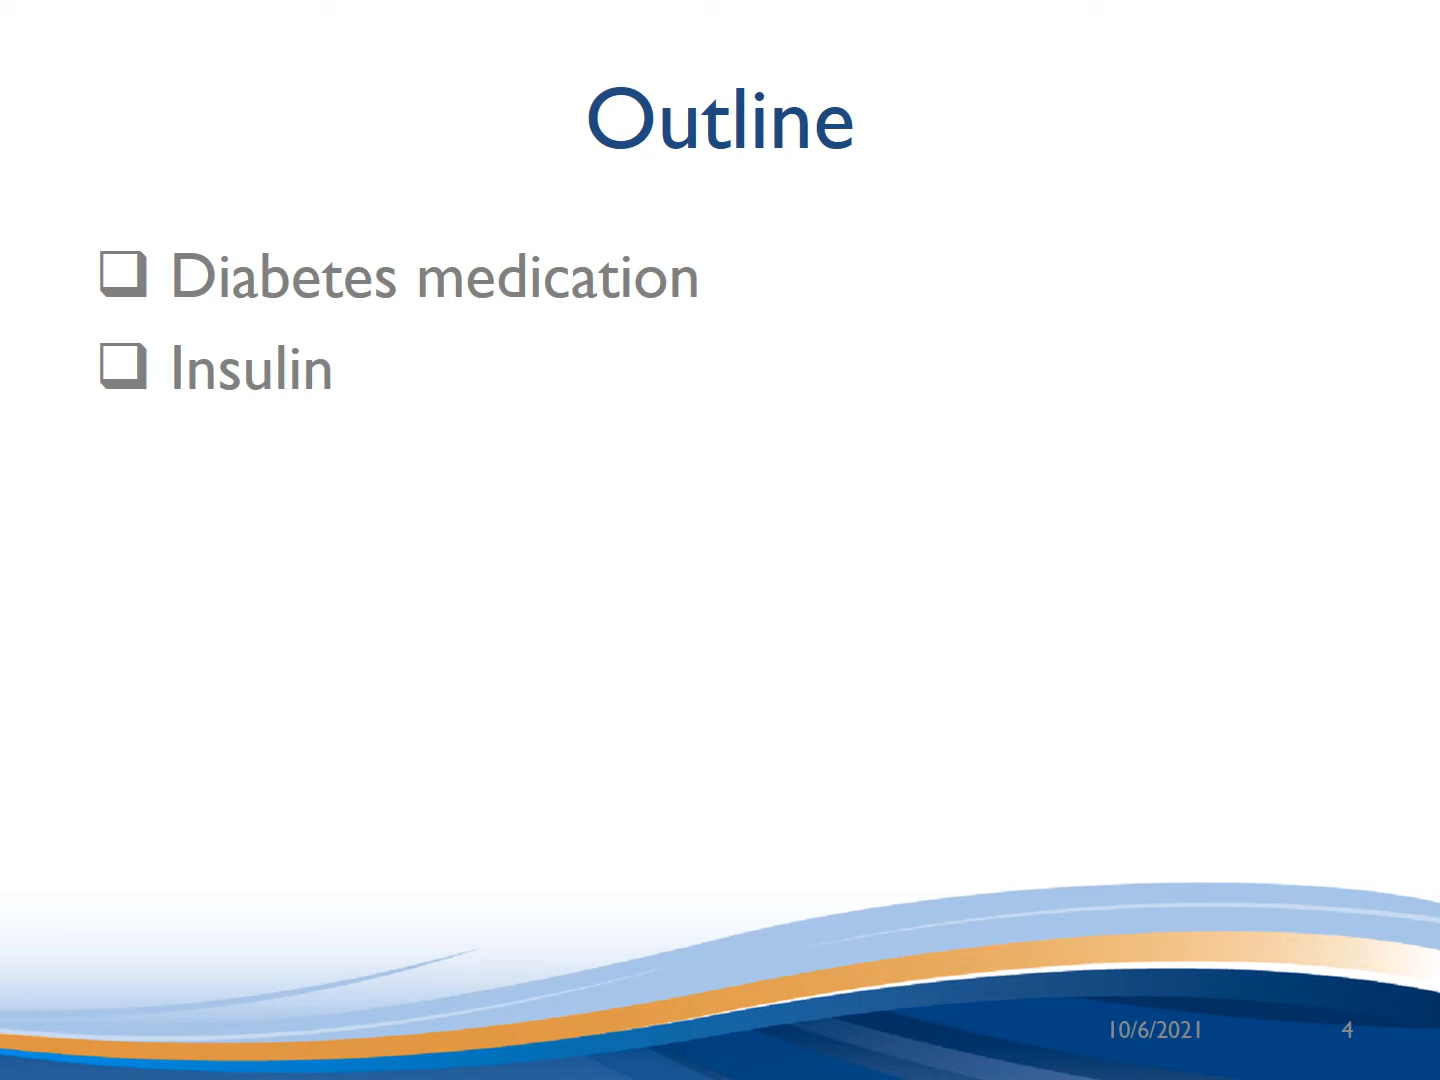 Outline
❑ Diabetes medication
❑ Insulin
10/6/2021 4